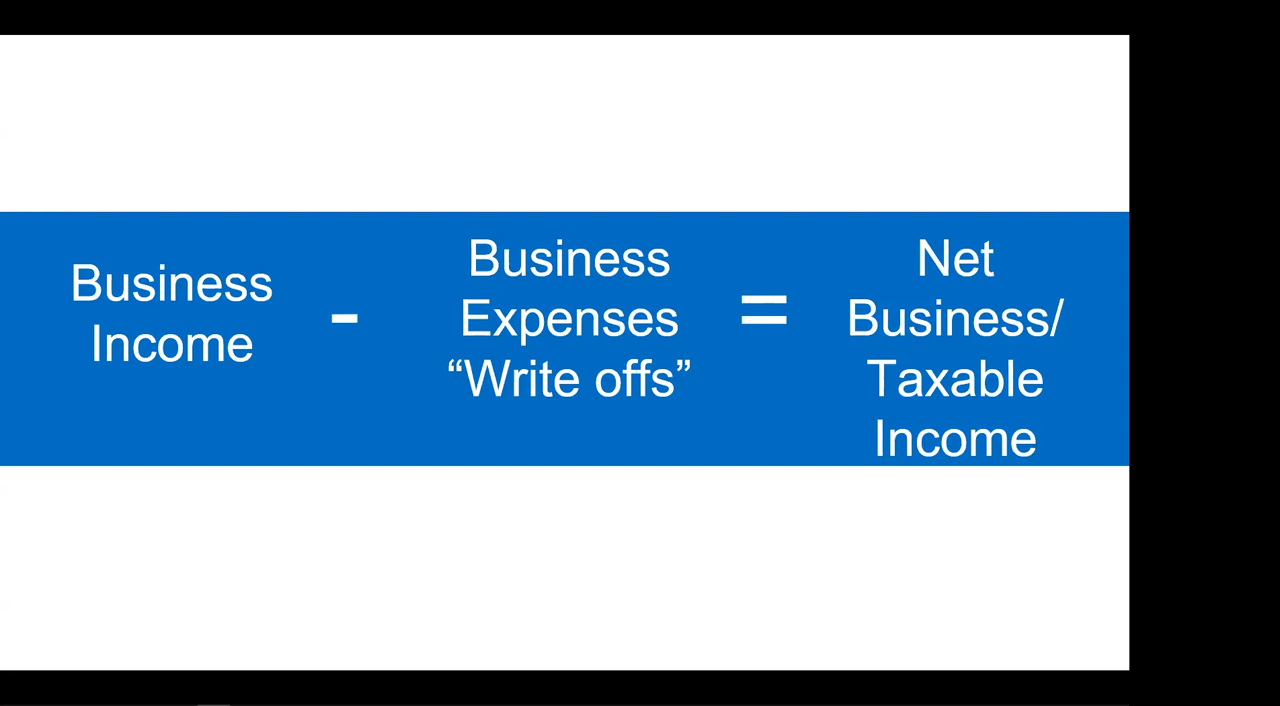 Business
Income
-
Business
Expenses
“Write offs”
=
Net
Business/
Taxable
Income